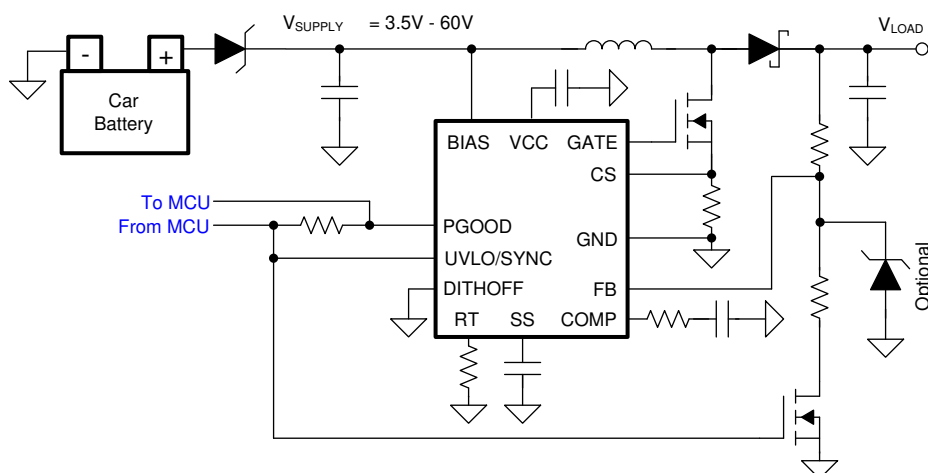 VSUPPLY = 3.5V - 60V
VLOAD
- +
Car
Battery
BIAS VCC GATE
CS
To MCU
From MCU
PGOOD
GND
UVLO/SYNC
DITHOFF
FB
RT SS COMP
Optional